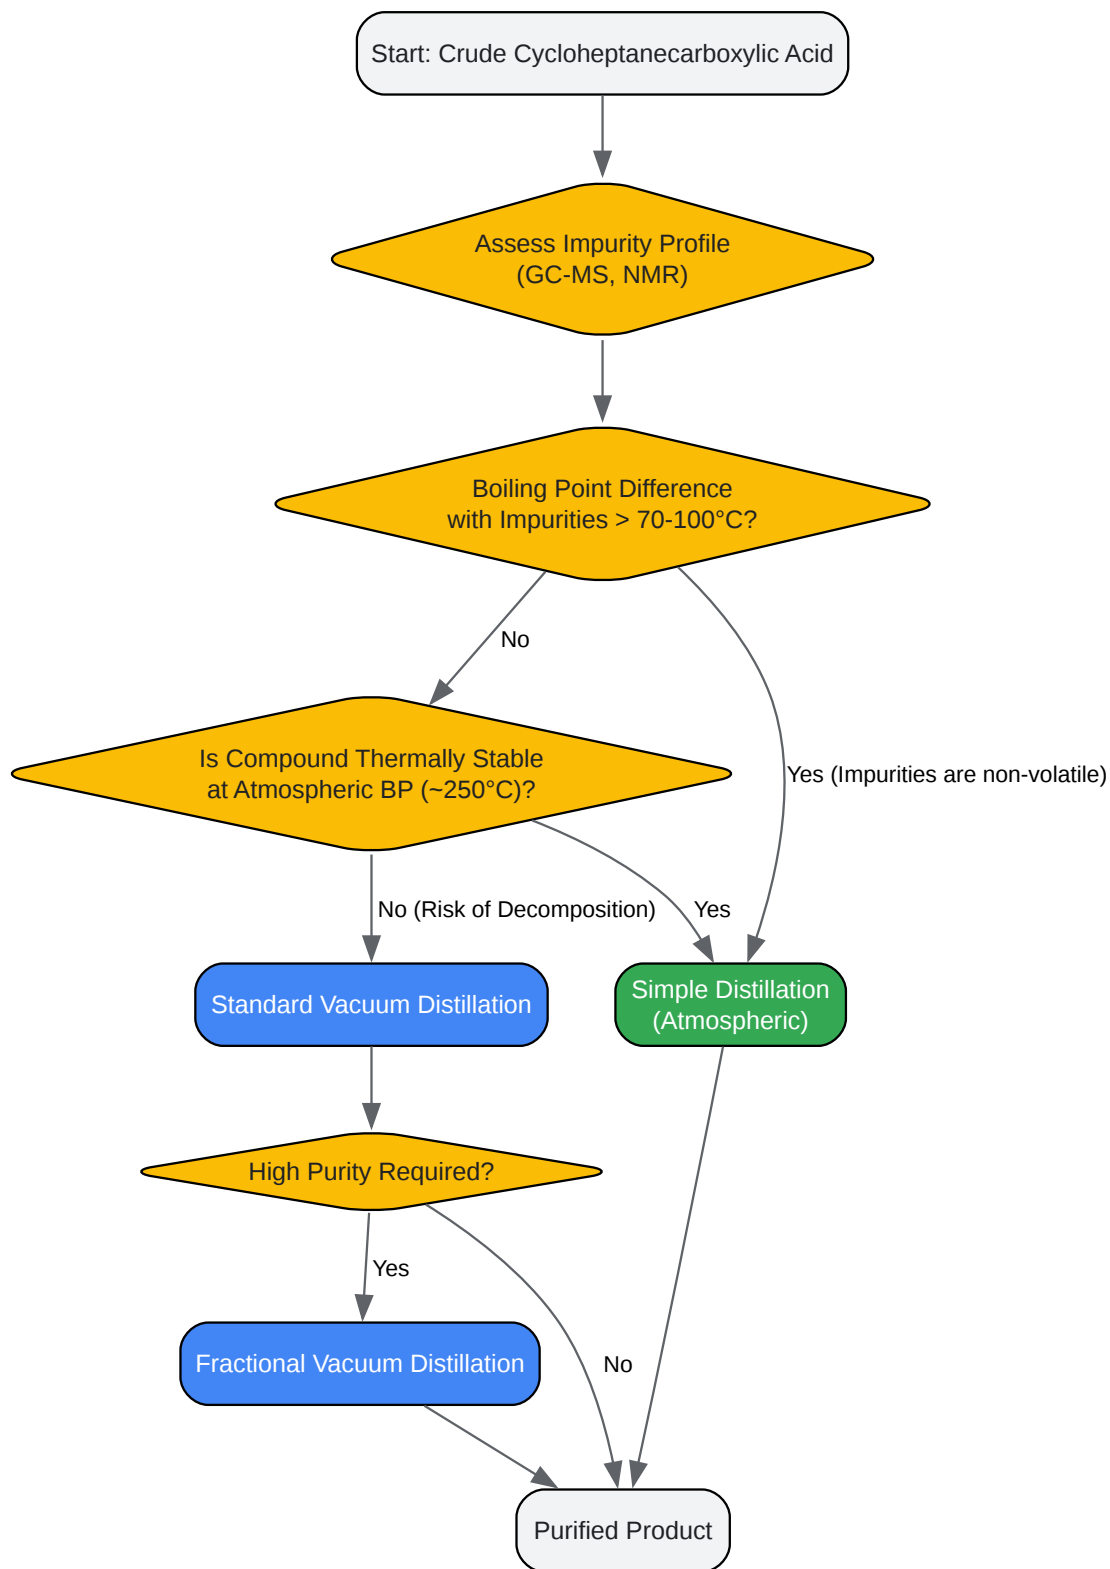 Start: Crude Cycloheptanecarboxylic Acid
Assess Impurity Profile
(GC-MS, NMR)
Boiling Point Difference
with Impurities > 70-100°C?
No
Is Compound Thermally Stable
at Atmospheric BP (~250°C)?
Yes (Impurities are non-volatile)
No (Risk of Decomposition)
Yes
Standard Vacuum Distillation
Simple Distillation
(Atmospheric)
High Purity Required?
Yes
Fractional Vacuum Distillation
No
Purified Product